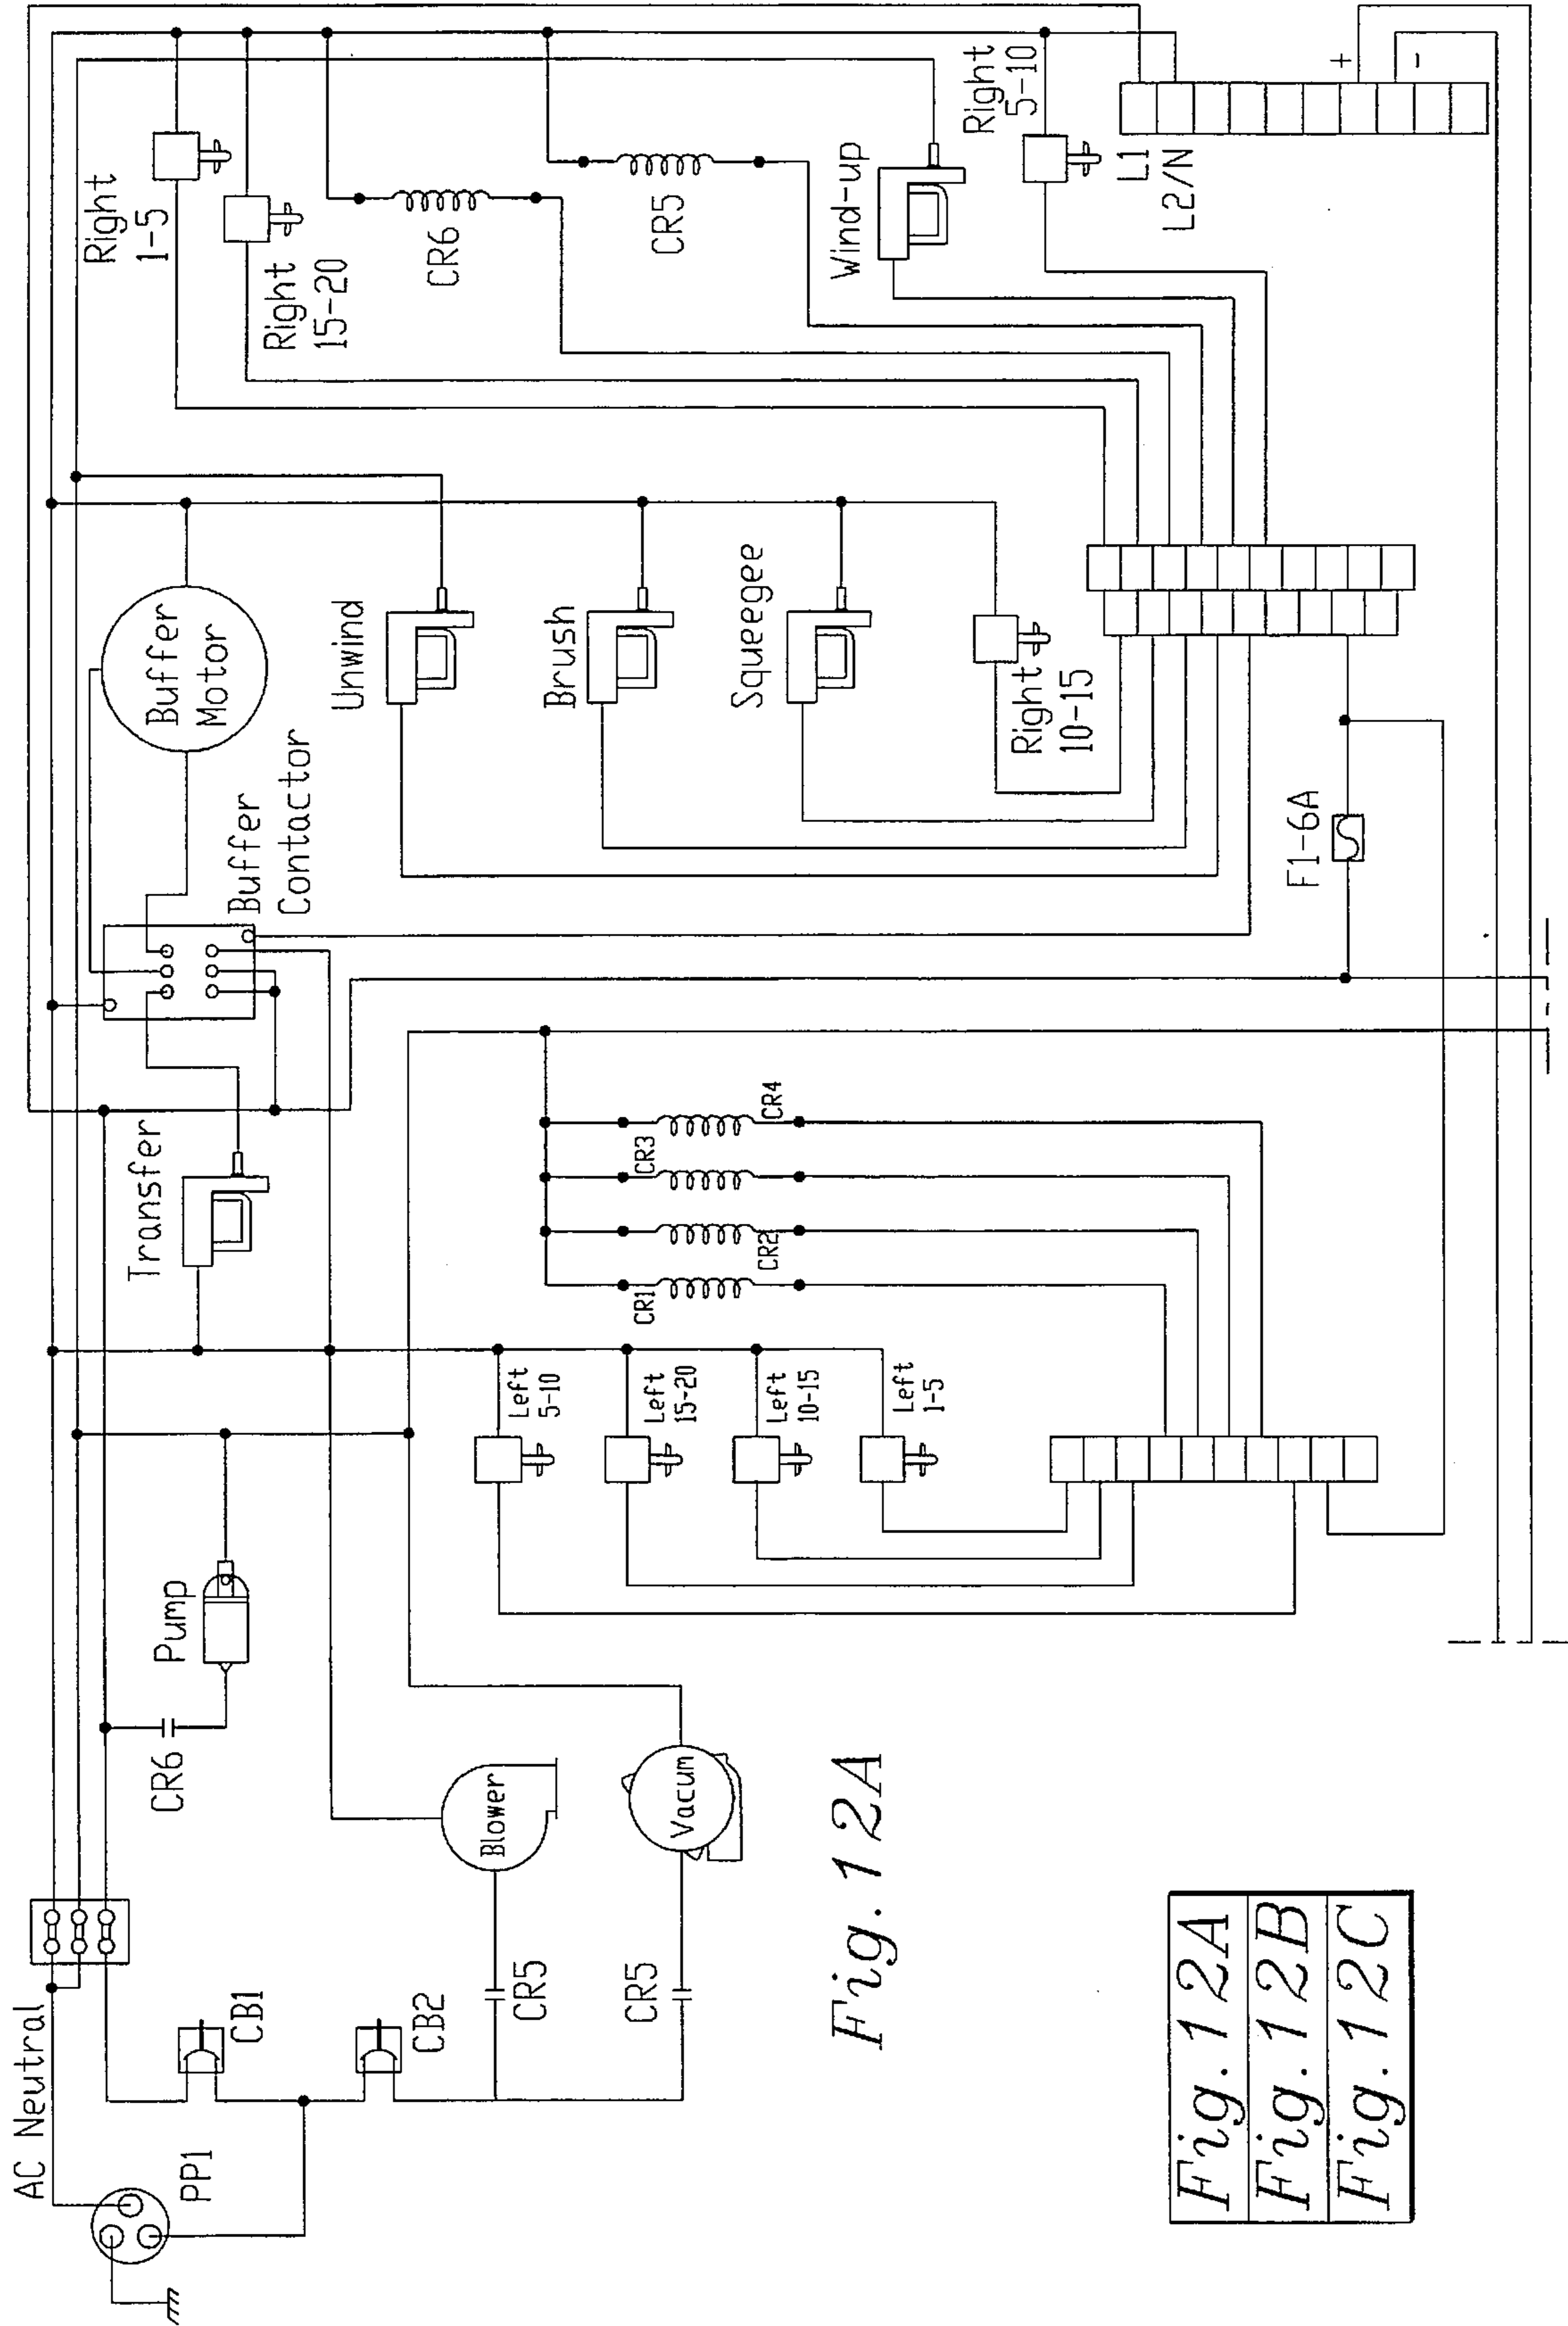 AC Neutral
PP1
CB1
CB2
CR6
Pump
Blower
CR5
Vacum
CR5
Transfer
Buffer
Contactor
Buffer
Motor
Left
5-10
Left
15-20
Left
10-15
Left
1-5
CR1
CR2
CR3
CR4
Unwind
Brush
Squeegee
Right
10-15
F1-6A
Right
1-5
Right
15-20
CR6
CR5
Wind-up
Right
5-10
L1
L2/N
+
-
Fig. 12A
Fig. 12A
Fig. 12B
Fig. 12C